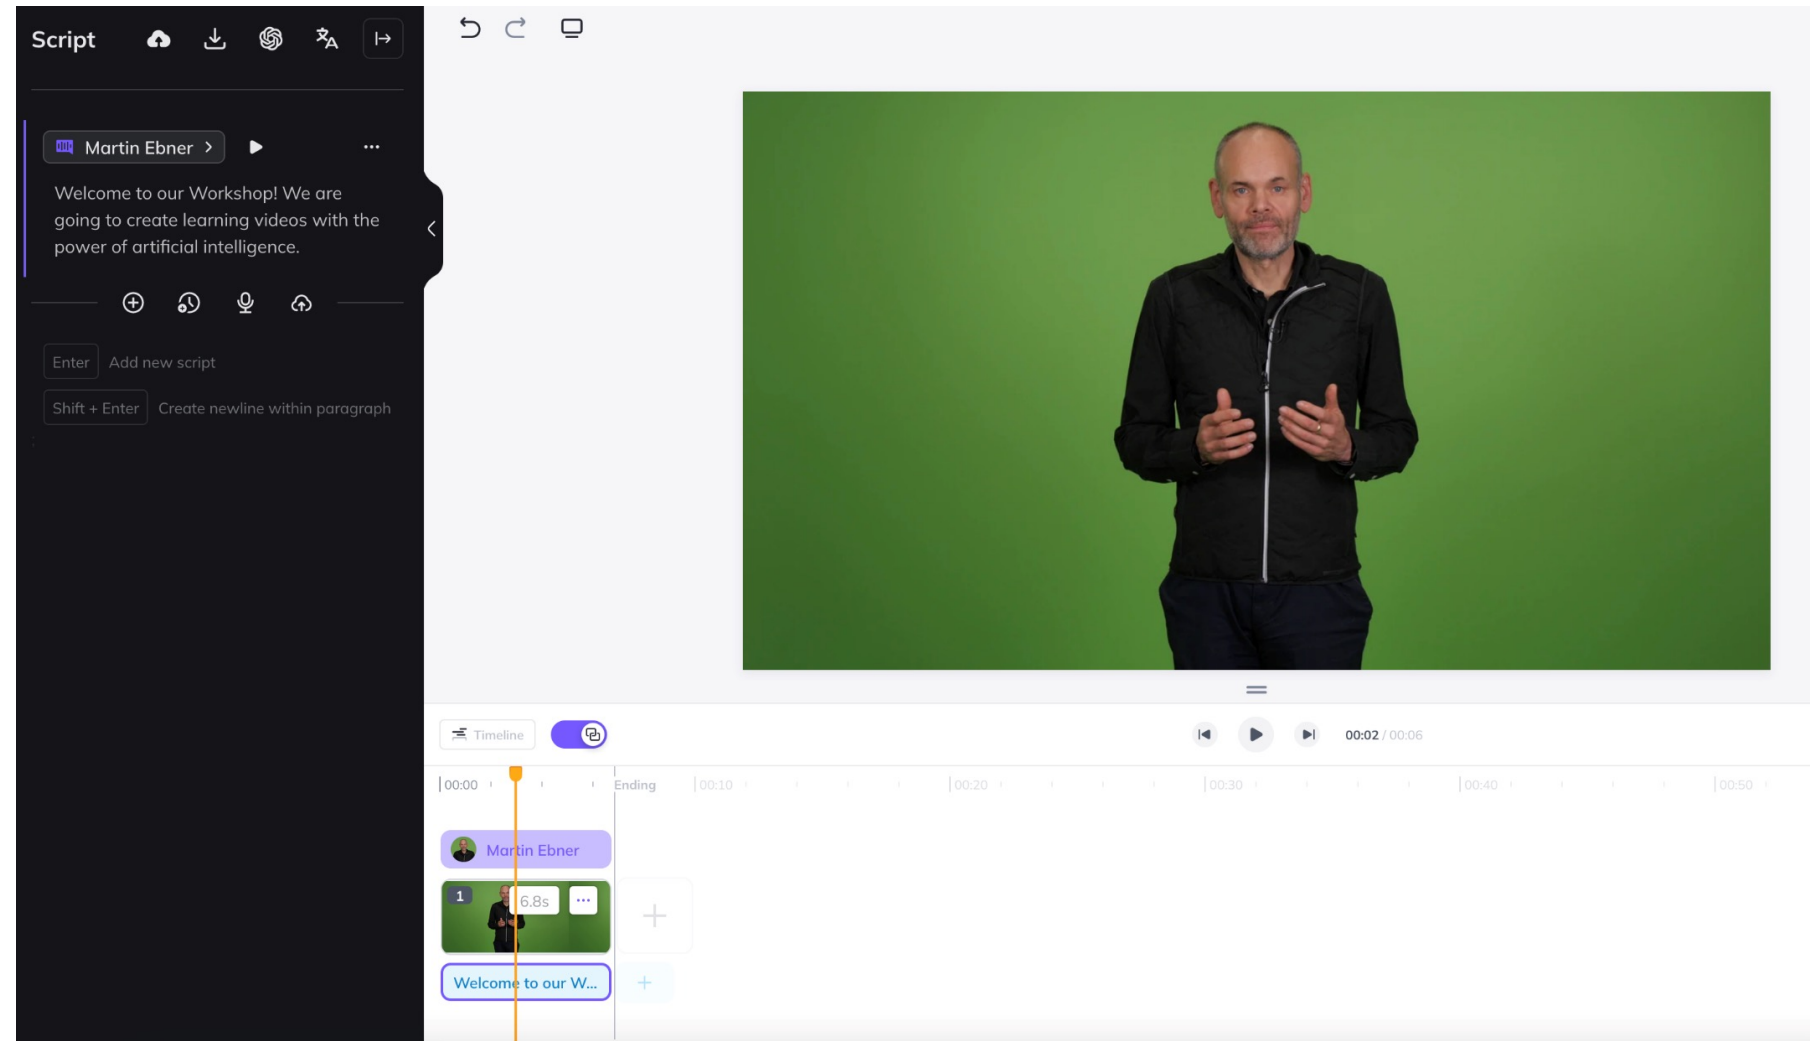 Script
Martin Ebner
Welcome to our Workshop! We are
going to create learning videos with the
power of artificial intelligence.
Enter Add new script
Shift + Enter Create newline within paragraph
Timeline
00:02 / 00:06
00:00 Ending 00:10 00:20 00:30 00:40 00:50
Martin Ebner
1 6.8s
Welcome to our W...